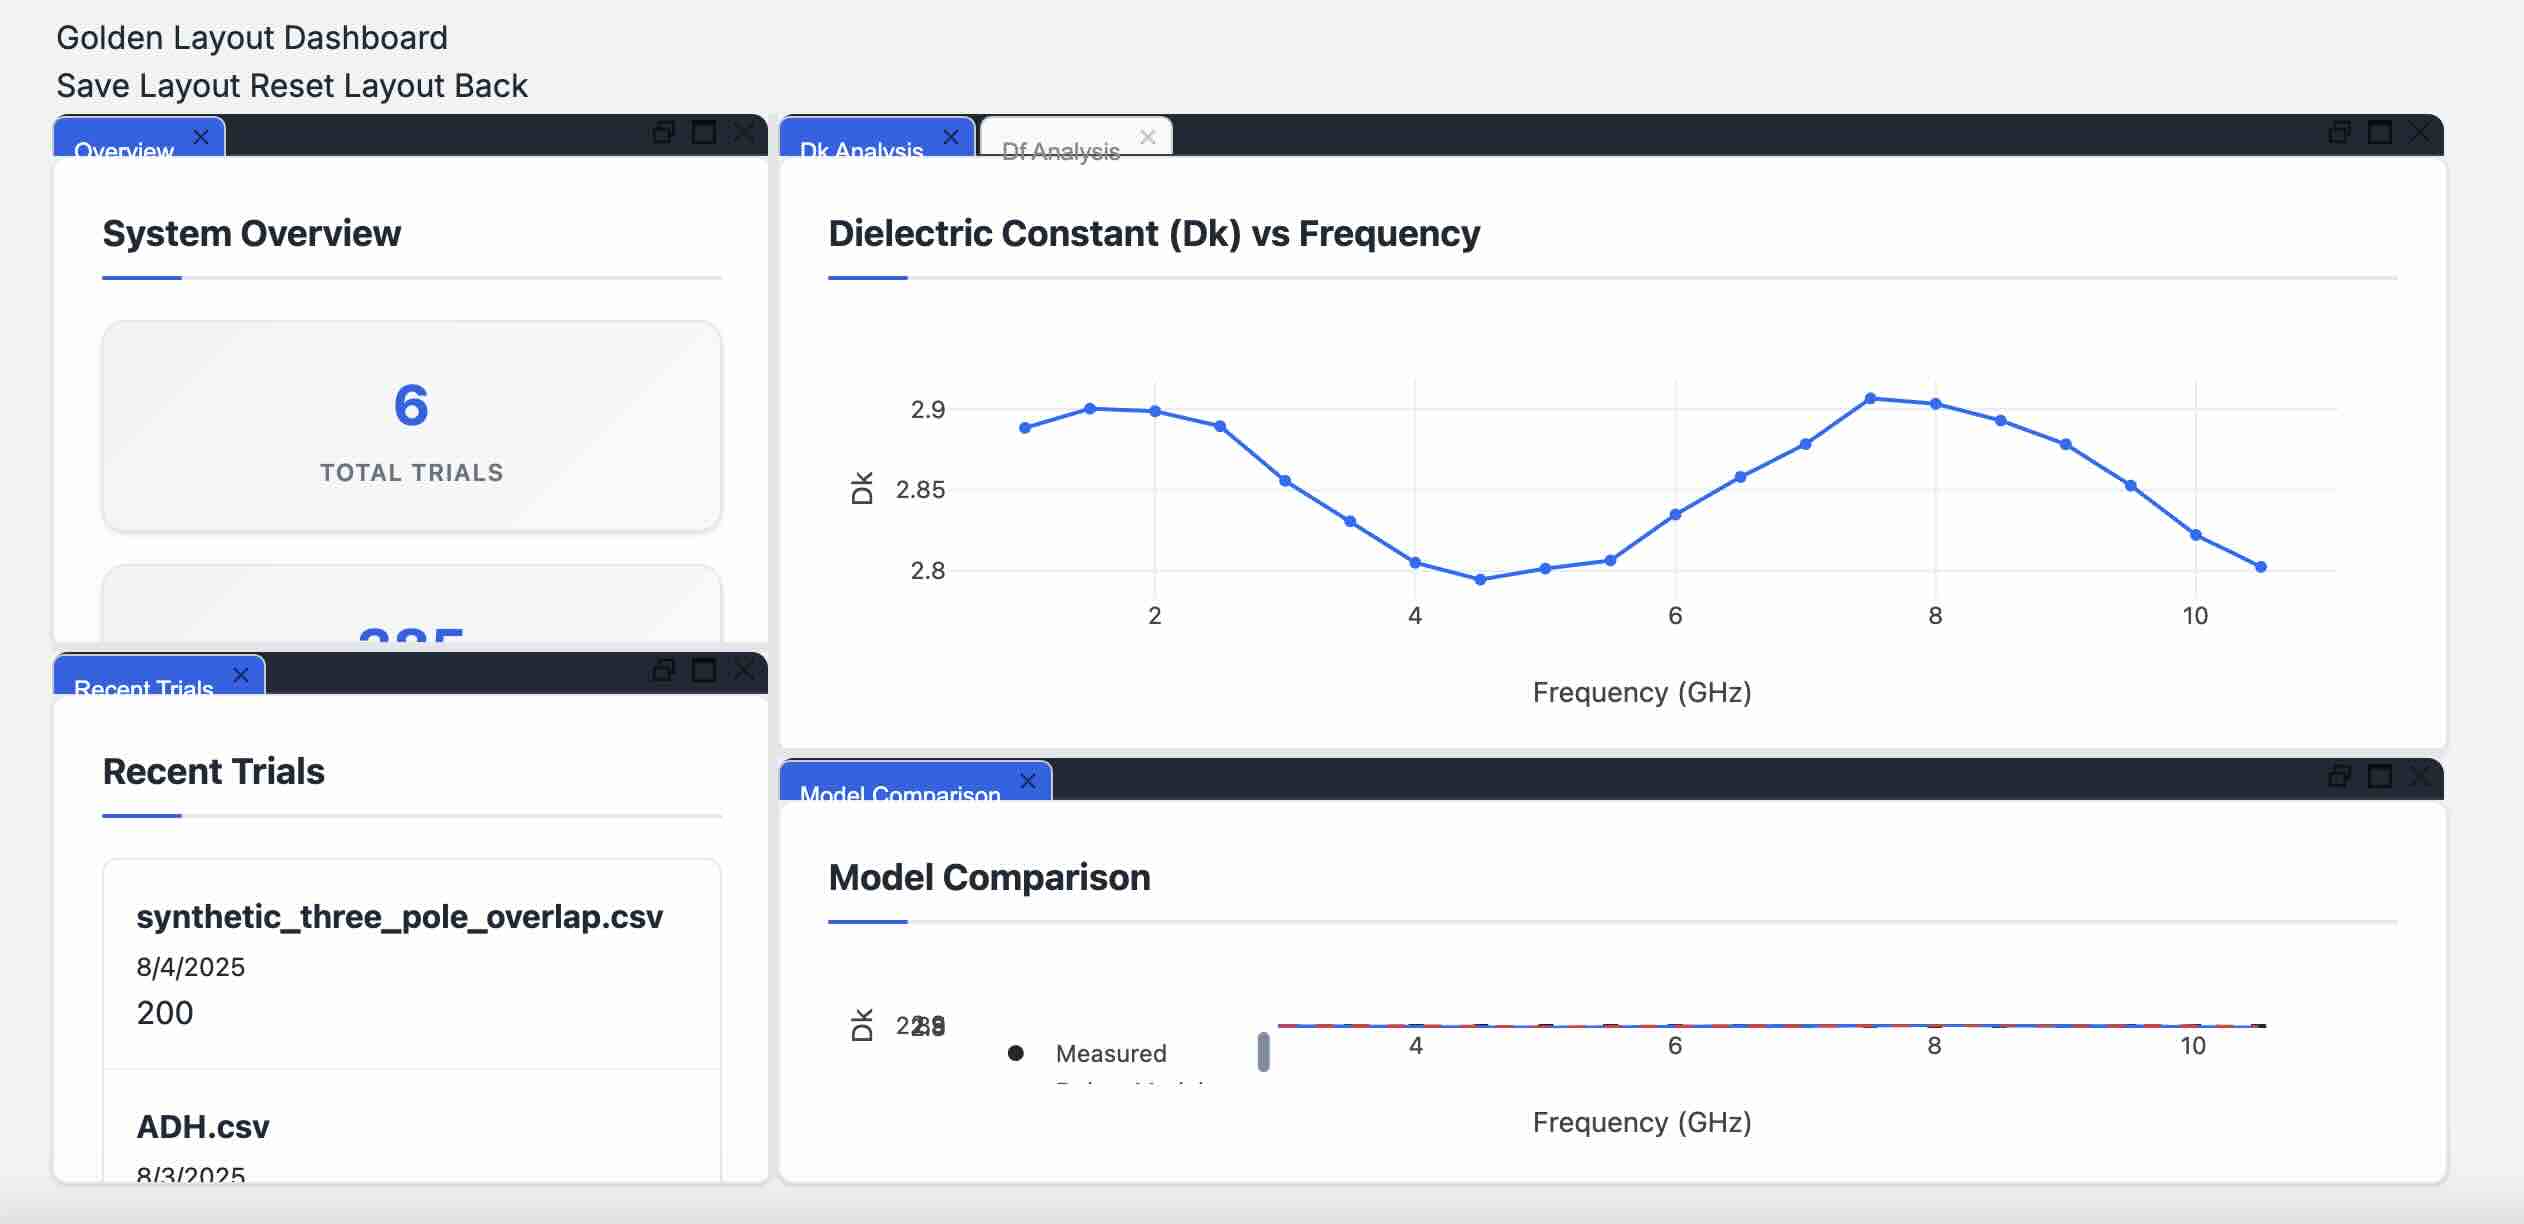 Golden Layout Dashboard
Save Layout Reset Layout Back
Overview
System Overview
6
TOTAL TRIALS
Recent Trials
Recent Trials
synthetic_three_pole_overlap.csv
8/4/2025
200
ADH.csv
8/3/2025
Dk Analysis Df Analysis
Dielectric Constant (Dk) vs Frequency
Dk
2.9
2.85
2.8
2 4 6 8 10
Frequency (GHz)
Model Comparison
Model Comparison
Dk
Measured
4 6 8 10
Frequency (GHz)